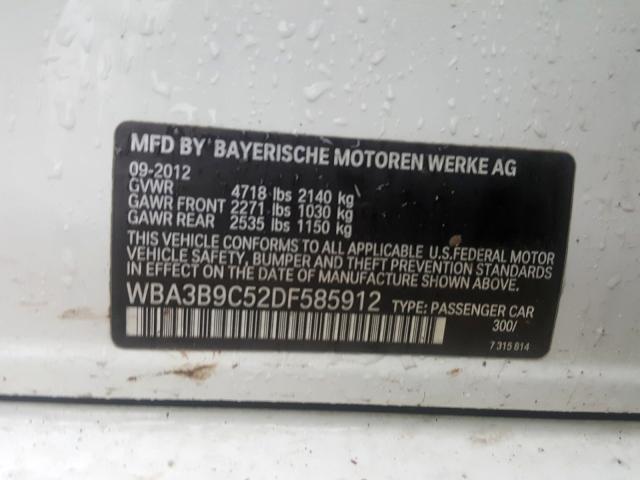 MFD BY BAYERISCHE MOTOREN WERKE AG
09-2012
GVWR 4718 lbs 2140 kg
GAWR FRONT 2271 lbs 1030 kg
GAWR REAR 2535 lbs 1150 kg
THIS VEHICLE CONFORMS TO ALL APPLICABLE U.S.FEDERAL MOTOR
VEHICLE SAFETY, BUMPER AND THEFT PREVENTION STANDARDS
IN EFFECT ON THE DATE OF MANUFACTURE SHOWN ABOVE.
WBA3B9C52DF585912 TYPE: PASSENGER CAR
300/
7 315 814